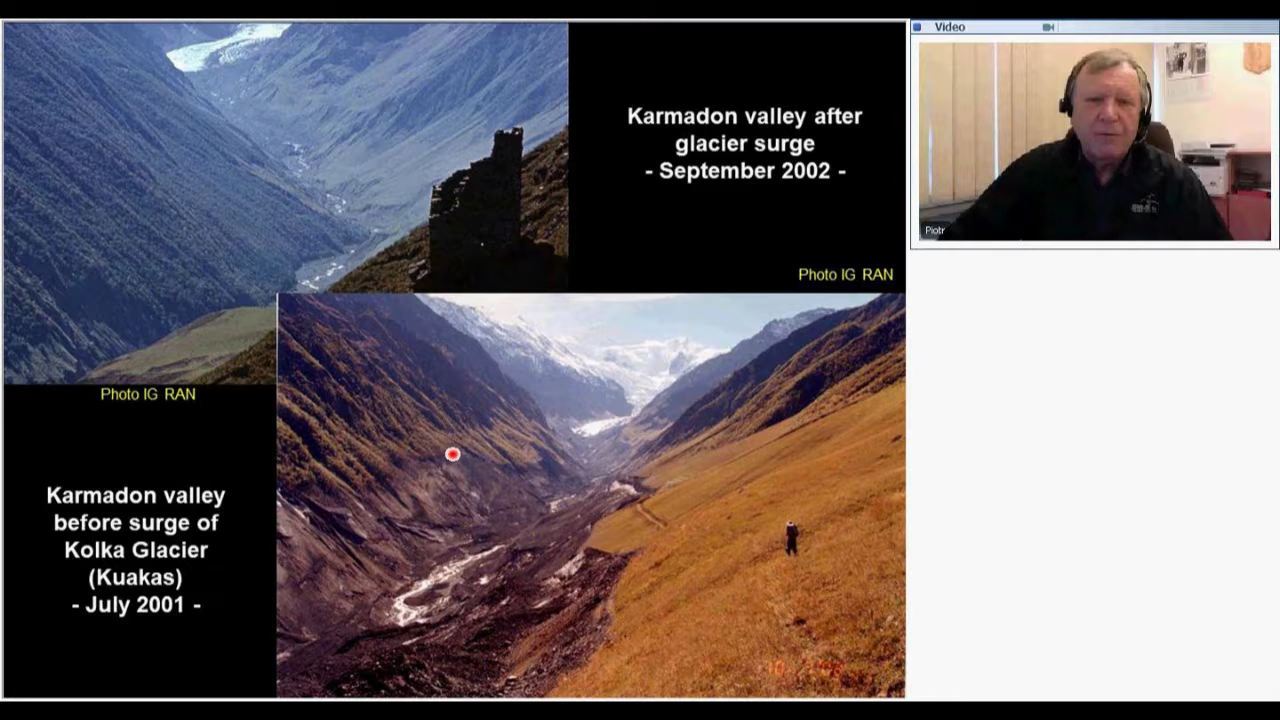 Karmadon valley after
glacier surge
- September 2002 -
Photo IG RAN
Photo IG RAN
Karmadon valley
before surge of
Kolka Glacier
(Kuakas)
- July 2001 -
Video
Piotr